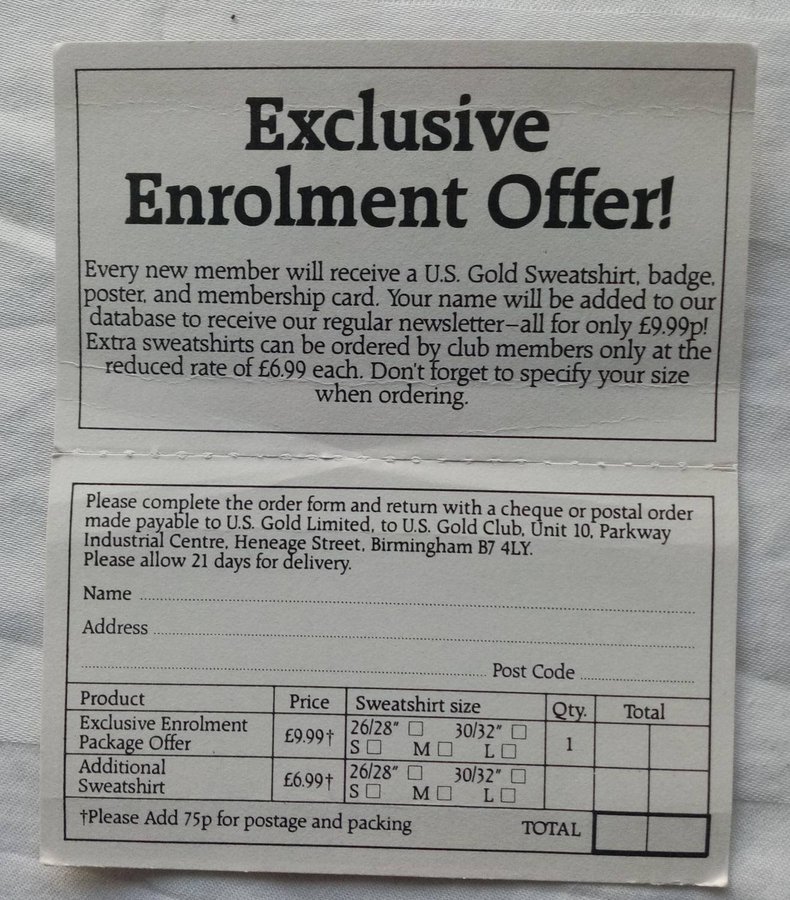 Exclusive
Enrolment Offer!
Every new member will receive a U.S. Gold Sweatshirt, badge,
poster, and membership card. Your name will be added to our
database to receive our regular newsletter–all for only £9.99p!
Extra sweatshirts can be ordered by club members only at the
reduced rate of £6.99 each. Don't forget to specify your size
when ordering.
Please complete the order form and return with a cheque or postal order
made payable to U.S. Gold Limited, to U.S. Gold Club, Unit 10, Parkway
Industrial Centre, Heneage Street, Birmingham B7 4LY.
Please allow 21 days for delivery.
Name
Address
Post Code
Product Price Sweatshirt size Qty. Total
Exclusive Enrolment
Package Offer £9.99† 26/28" 30/32" 1
S M L
Additional
Sweatshirt £6.99† 26/28" 30/32"
S M L
†Please Add 75p for postage and packing TOTAL